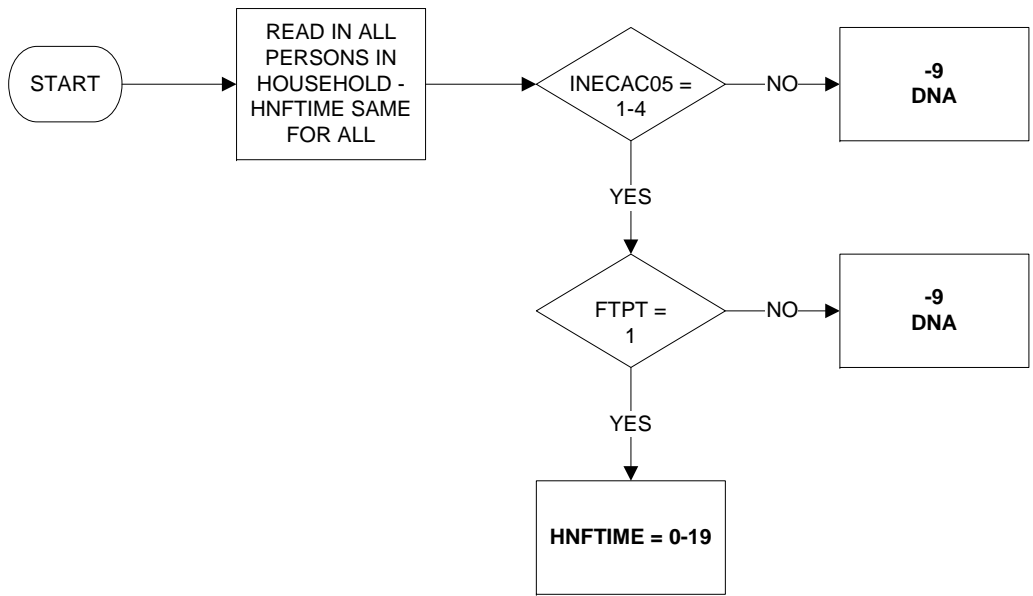 START
READ IN ALL
PERSONS IN
HOUSEHOLD -
HNFTIME SAME
FOR ALL
INECAC05 =
1-4
NO
-9
DNA
YES
FTPT =
1
NO
-9
DNA
YES
HNFTIME = 0-19